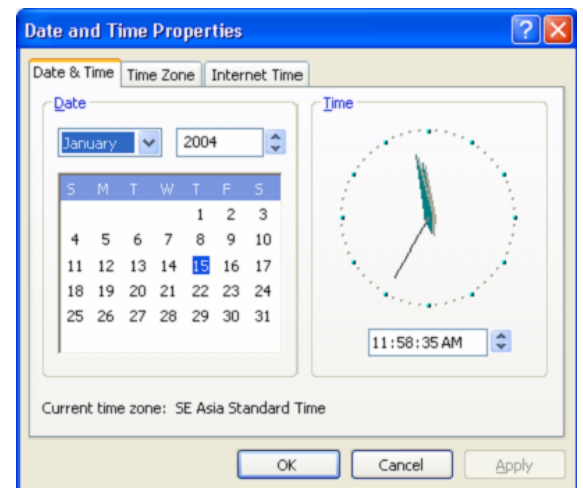 Date and Time Properties
Date & Time Time Zone Internet Time
Date
January 2004
S M T W T F S
1 2 3
4 5 6 7 8 9 10
11 12 13 14 15 16 17
18 19 20 21 22 23 24
25 26 27 28 29 30 31
Time
11:58:35 AM
Current time zone: SE Asia Standard Time
OK Cancel Apply